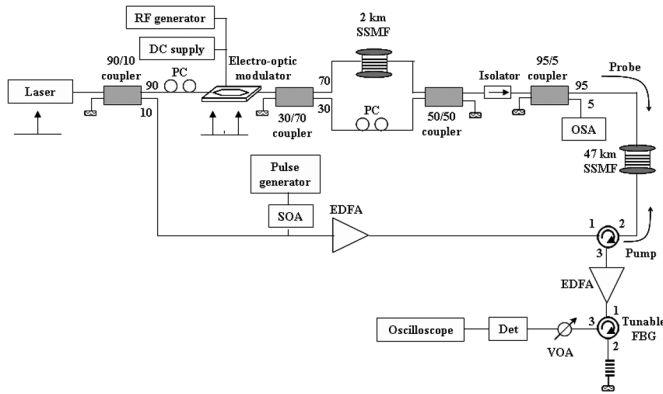 RF generator
2 km
SSMF
DC supply
90/10
coupler
PC
Electro-optic
modulator
95/5
coupler
Probe
Laser
90
10
70
30
Isolator
95
5
PC
30/70
coupler
50/50
coupler
OSA
47 km
SSMF
Pulse
generator
SOA
EDFA
1
2
3
Pump
EDFA
1
Oscilloscope
Det
3
Tunable
FBG
VOA
2